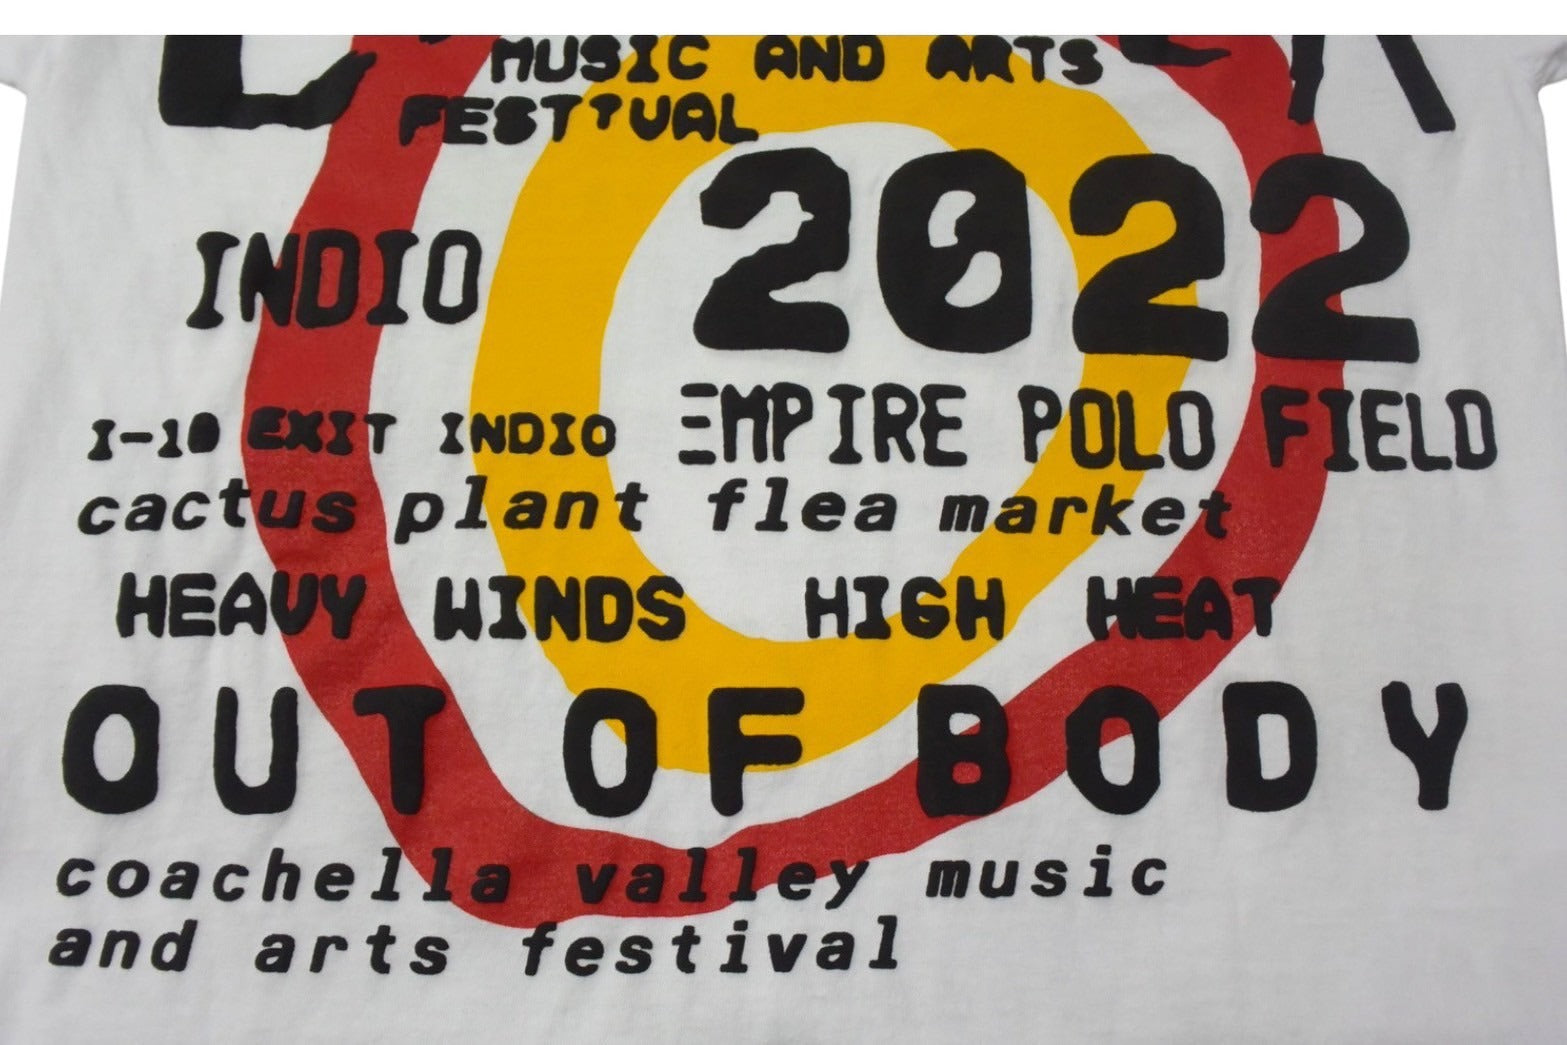 MUSIC AND ARTS
FESTIVAL
INDIO 2022
I-10 EXIT INDIO EMPIRE POLO FIELD
cactus plant flea market
HEAVY WINDS HIGH HEAT
OUT OF BODY
coachella valley music
and arts festival